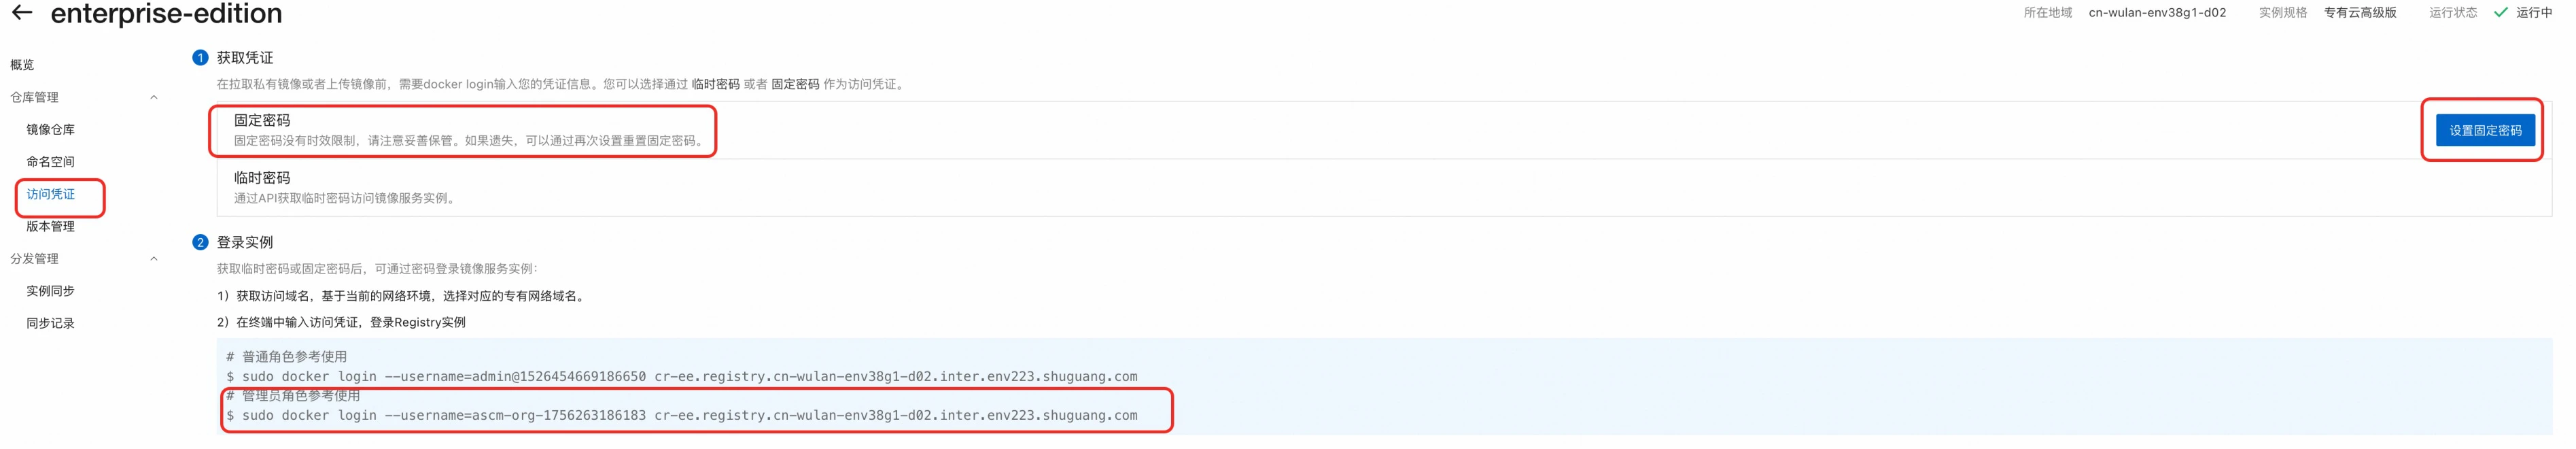 enterprise-edition
所在地域 cn-wulan-env38g1-d02 实例规格 专有云高级版 运行状态 运行中
概览
仓库管理
镜像仓库
命名空间
访问凭证
版本管理
分发管理
实例同步
同步记录
1 获取凭证
在拉取私有镜像或者上传镜像前，需要docker login输入您的凭证信息。您可以选择通过 临时密码 或者 固定密码 作为访问凭证。
固定密码
固定密码没有时效限制，请注意妥善保管。如果遗失，可以通过再次设置重置固定密码。
设置固定密码
临时密码
通过API获取临时密码访问镜像服务实例。
2 登录实例
获取临时密码或固定密码后，可通过密码登录镜像服务实例：
1）获取访问域名，基于当前的网络环境，选择对应的专有网络域名。
2）在终端中输入访问凭证，登录Registry实例
# 普通角色参考使用
$ sudo docker login --username=admin@1526454669186650 cr-ee.registry.cn-wulan-env38g1-d02.inter.env223.shuguang.com
# 管理员角色参考使用
$ sudo docker login --username=ascm-org-1756263186183 cr-ee.registry.cn-wulan-env38g1-d02.inter.env223.shuguang.com